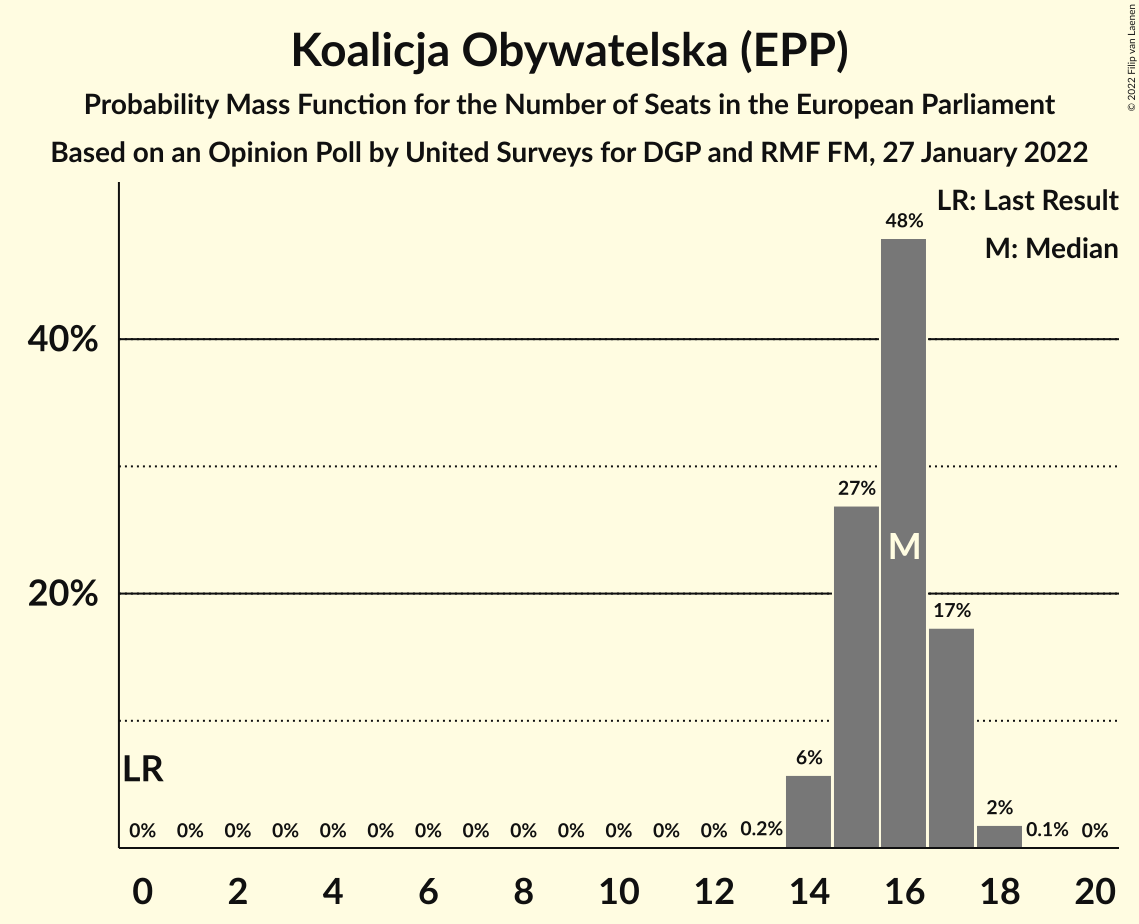 Koalicja Obywatelska (EPP)
Probability Mass Function for the Number of Seats in the European Parliament
Based on an Opinion Poll by United Surveys for DGP and RMF FM, 27 January 2022
© 2022 Filip van Laenen
LR: Last Result
M: Median
48%
40%
27%
M
20%
17%
6%
LR
2%
0% 0% 0% 0% 0% 0% 0% 0% 0% 0% 0% 0% 0% 0.2% 0.1% 0%
0 2 4 6 8 10 12 14 16 18 20